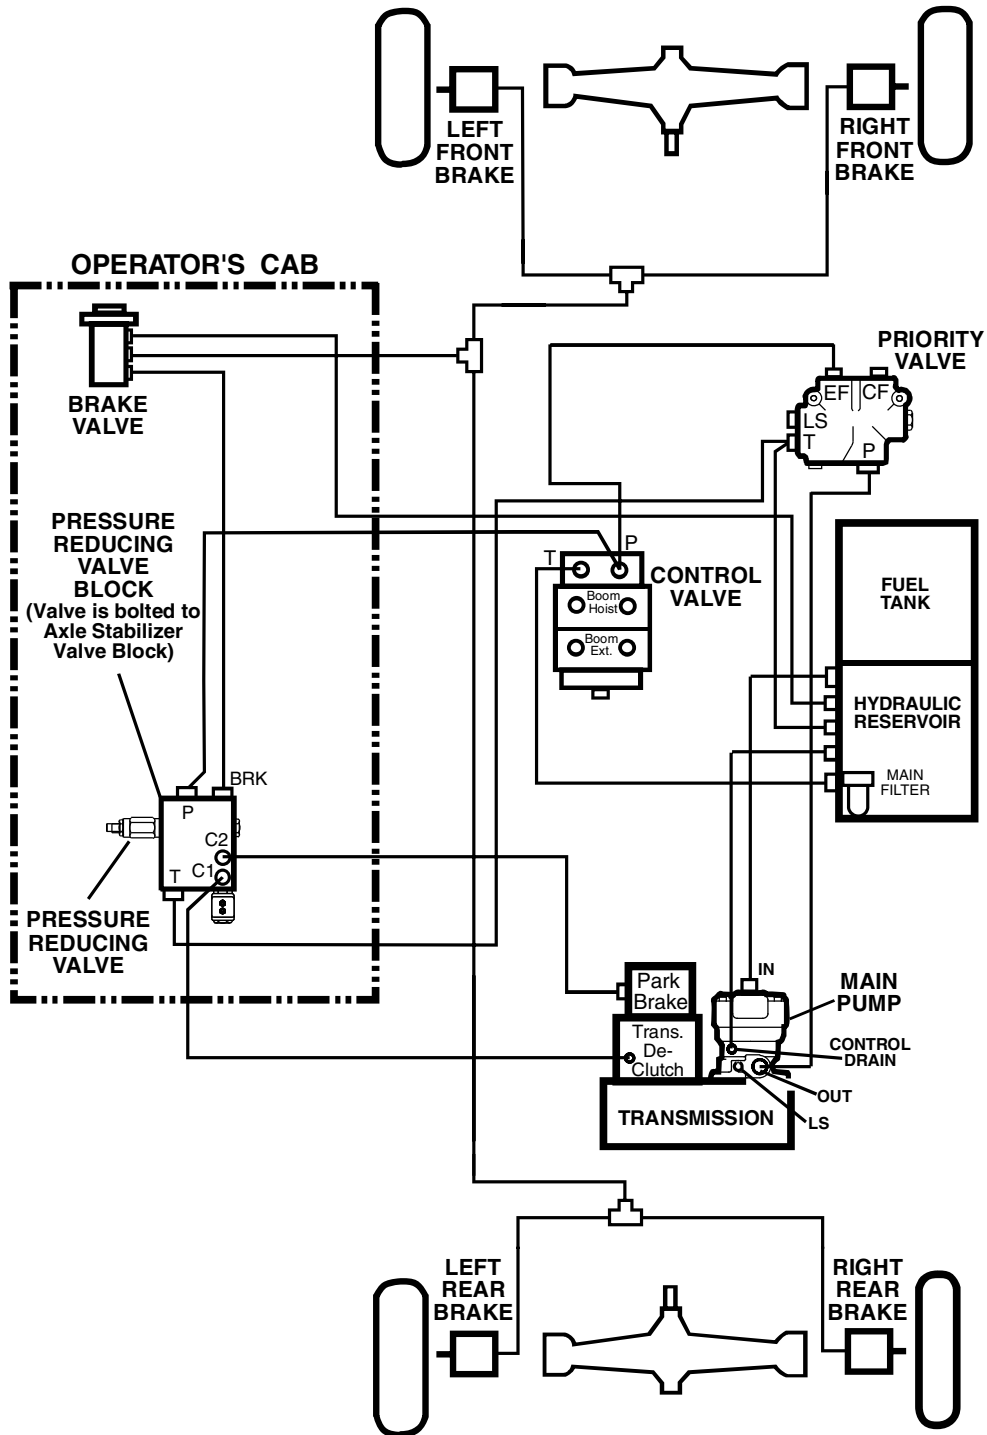 LEFT
FRONT
BRAKE
RIGHT
FRONT
BRAKE
OPERATOR'S CAB
BRAKE
VALVE
PRIORITY
VALVE
EF
CF
LS
T
P
PRESSURE
REDUCING
VALVE
BLOCK
(Valve is bolted to
Axle Stabilizer
Valve Block)
T
P
CONTROL
VALVE
Boom
Hoist
Boom
Ext.
FUEL
TANK
HYDRAULIC
RESERVOIR
MAIN
FILTER
BRK
P
C2
C1
T
PRESSURE
REDUCING
VALVE
Park
Brake
Trans.
De-
Clutch
IN
MAIN
PUMP
CONTROL
DRAIN
OUT
LS
TRANSMISSION
LEFT
REAR
BRAKE
RIGHT
REAR
BRAKE